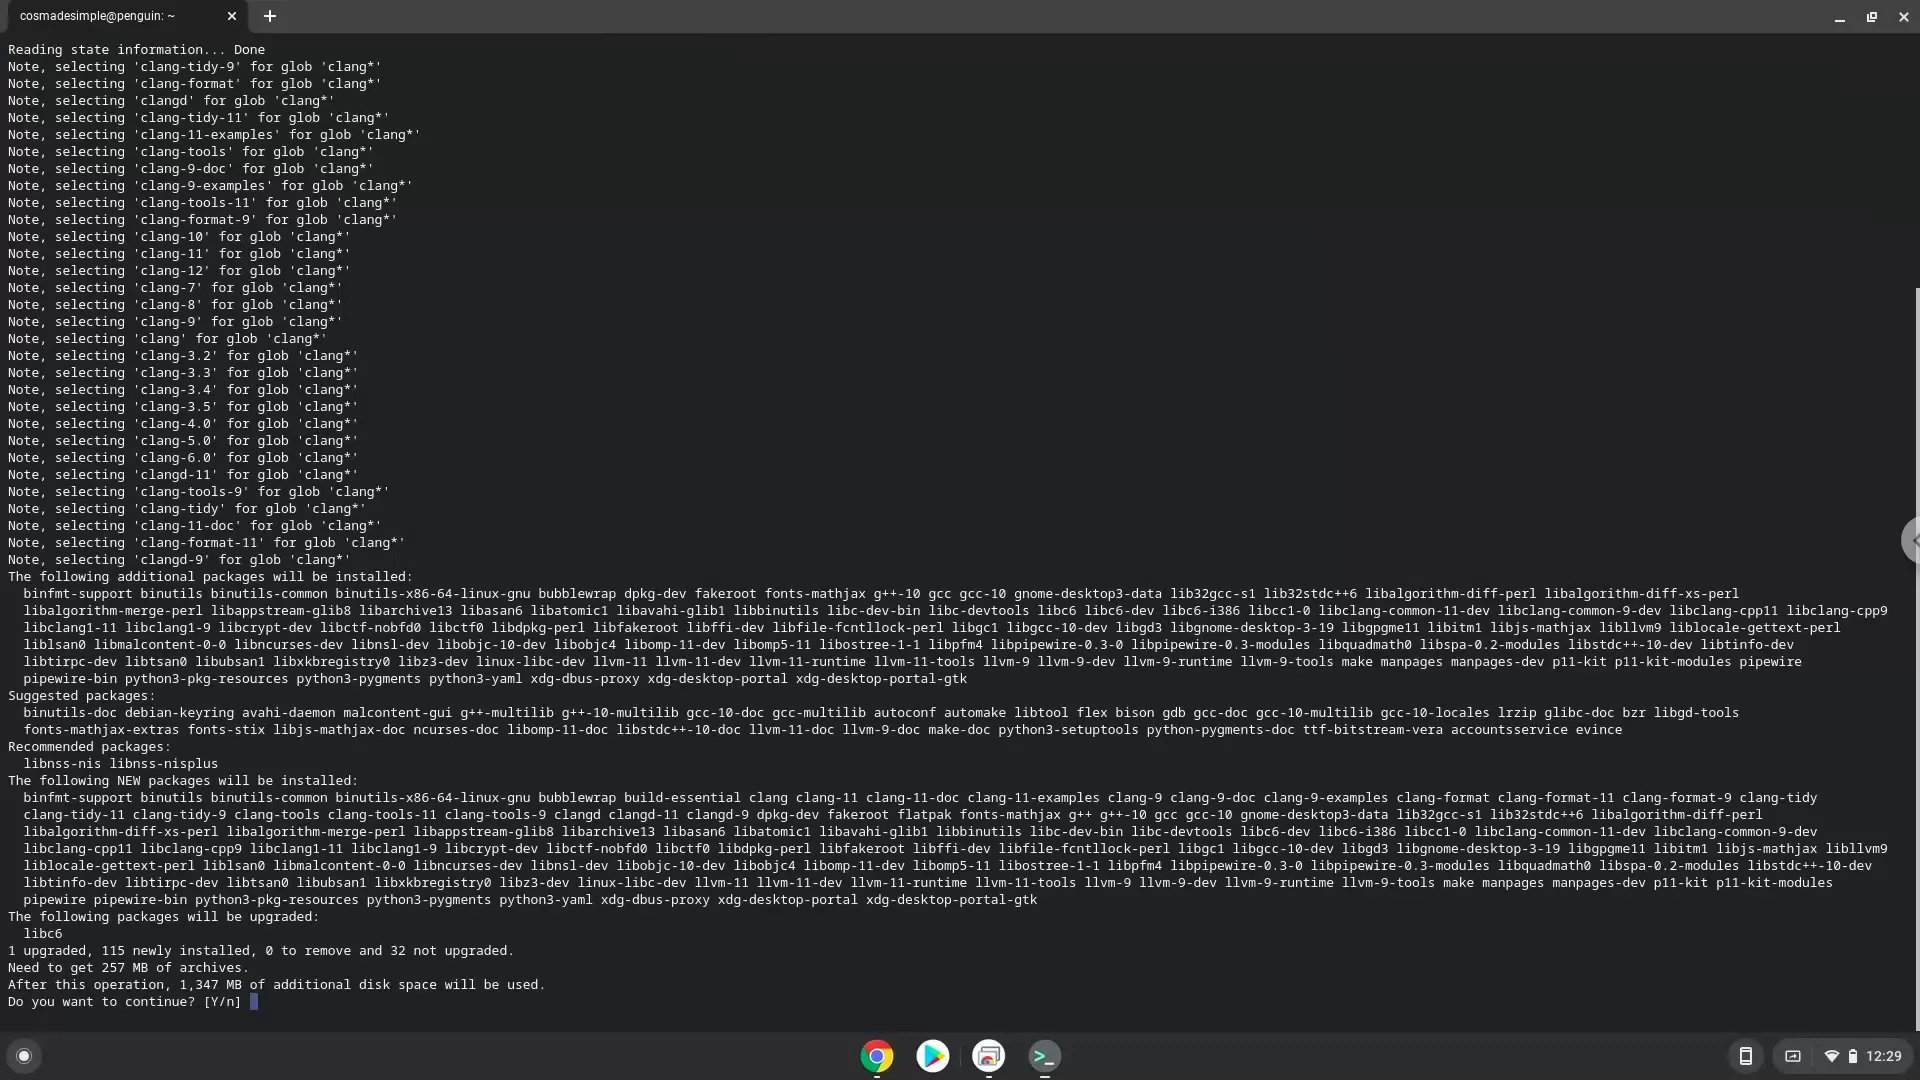 cosmadesimple@penguin: ~
Reading state information... Done
Note, selecting 'clang-tidy-9' for glob 'clang*'
Note, selecting 'clang-format' for glob 'clang*'
Note, selecting 'clangd' for glob 'clang*'
Note, selecting 'clang-tidy-11' for glob 'clang*'
Note, selecting 'clang-11-examples' for glob 'clang*'
Note, selecting 'clang-tools' for glob 'clang*'
Note, selecting 'clang-9-doc' for glob 'clang*'
Note, selecting 'clang-9-examples' for glob 'clang*'
Note, selecting 'clang-tools-11' for glob 'clang*'
Note, selecting 'clang-format-9' for glob 'clang*'
Note, selecting 'clang-10' for glob 'clang*'
Note, selecting 'clang-11' for glob 'clang*'
Note, selecting 'clang-12' for glob 'clang*'
Note, selecting 'clang-7' for glob 'clang*'
Note, selecting 'clang-8' for glob 'clang*'
Note, selecting 'clang-9' for glob 'clang*'
Note, selecting 'clang' for glob 'clang*'
Note, selecting 'clang-3.2' for glob 'clang*'
Note, selecting 'clang-3.3' for glob 'clang*'
Note, selecting 'clang-3.4' for glob 'clang*'
Note, selecting 'clang-3.5' for glob 'clang*'
Note, selecting 'clang-4.0' for glob 'clang*'
Note, selecting 'clang-5.0' for glob 'clang*'
Note, selecting 'clang-6.0' for glob 'clang*'
Note, selecting 'clangd-11' for glob 'clang*'
Note, selecting 'clang-tools-9' for glob 'clang*'
Note, selecting 'clang-tidy' for glob 'clang*'
Note, selecting 'clang-11-doc' for glob 'clang*'
Note, selecting 'clang-format-11' for glob 'clang*'
Note, selecting 'clangd-9' for glob 'clang*'
The following additional packages will be installed:
binfmt-support binutils binutils-common binutils-x86-64-linux-gnu bubblewrap dpkg-dev fakeroot fonts-mathjax g++-10 gcc gcc-10 gnome-desktop3-data lib32gcc-s1 lib32stdc++6 libalgorithm-diff-perl libalgorithm-diff-xs-perl
libalgorithm-merge-perl libappstream-glib8 libarchive13 libasan6 libatomic1 libavahi-glib1 libbinutils libc-dev-bin libc-devtools libc6 libc6-dev libc6-i386 libcc1-0 libclang-common-11-dev libclang-common-9-dev libclang-cpp11 libclang-cpp9
libclang1-11 libclang1-9 libcrypt-dev libctf-nobfd0 libctf0 libdpkg-perl libfakeroot libffi-dev libfile-fcntllock-perl libgc1 libgcc-10-dev libgd3 libgnome-desktop-3-19 libgpgme11 libitm1 libjs-mathjax libllvm9 liblocale-gettext-perl
liblsan0 libmalcontent-0-0 libncurses-dev libnsl-dev libobjc-10-dev libobjc4 libomp-11-dev libomp5-11 libostree-1-1 libpfm4 libpipewire-0.3-0 libpipewire-0.3-modules libquadmath0 libspa-0.2-modules libstdc++-10-dev libtinfo-dev
libtirpc-dev libtsan0 libubsan1 libxkbregistry0 libz3-dev linux-libc-dev llvm-11 llvm-11-dev llvm-11-runtime llvm-11-tools llvm-9 llvm-9-dev llvm-9-runtime llvm-9-tools make manpages manpages-dev p11-kit p11-kit-modules pipewire
pipewire-bin python3-pkg-resources python3-pygments python3-yaml xdg-dbus-proxy xdg-desktop-portal xdg-desktop-portal-gtk
Suggested packages:
binutils-doc debian-keyring avahi-daemon malcontent-gui g++-multilib g++-10-multilib gcc-10-doc gcc-multilib autoconf automake libtool flex bison gdb gcc-doc gcc-10-multilib gcc-10-locales lrzip glibc-doc bzr libgd-tools
fonts-mathjax-extras fonts-stix libjs-mathjax-doc ncurses-doc libomp-11-doc libstdc++-10-doc llvm-11-doc llvm-9-doc make-doc python3-setuptools python-pygments-doc ttf-bitstream-vera accountsservice evince
Recommended packages:
libnss-nis libnss-nisplus
The following NEW packages will be installed:
binfmt-support binutils binutils-common binutils-x86-64-linux-gnu bubblewrap build-essential clang clang-11 clang-11-doc clang-11-examples clang-9 clang-9-doc clang-9-examples clang-format clang-format-11 clang-format-9 clang-tidy
clang-tidy-11 clang-tidy-9 clang-tools clang-tools-11 clang-tools-9 clangd clangd-11 clangd-9 dpkg-dev fakeroot flatpak fonts-mathjax g++ g++-10 gcc gcc-10 gnome-desktop3-data lib32gcc-s1 lib32stdc++6 libalgorithm-diff-perl
libalgorithm-diff-xs-perl libalgorithm-merge-perl libappstream-glib8 libarchive13 libasan6 libatomic1 libavahi-glib1 libbinutils libc-dev-bin libc-devtools libc6-dev libc6-i386 libcc1-0 libclang-common-11-dev libclang-common-9-dev
libclang-cpp11 libclang-cpp9 libclang1-11 libclang1-9 libcrypt-dev libctf-nobfd0 libctf0 libdpkg-perl libfakeroot libffi-dev libfile-fcntllock-perl libgc1 libgcc-10-dev libgd3 libgnome-desktop-3-19 libgpgme11 libitm1 libjs-mathjax libllvm9
liblocale-gettext-perl liblsan0 libmalcontent-0-0 libncurses-dev libnsl-dev libobjc-10-dev libobjc4 libomp-11-dev libomp5-11 libostree-1-1 libpfm4 libpipewire-0.3-0 libpipewire-0.3-modules libquadmath0 libspa-0.2-modules libstdc++-10-dev
libtinfo-dev libtirpc-dev libtsan0 libubsan1 libxkbregistry0 libz3-dev linux-libc-dev llvm-11 llvm-11-dev llvm-11-runtime llvm-11-tools llvm-9 llvm-9-dev llvm-9-runtime llvm-9-tools make manpages manpages-dev p11-kit p11-kit-modules
pipewire pipewire-bin python3-pkg-resources python3-pygments python3-yaml xdg-dbus-proxy xdg-desktop-portal xdg-desktop-portal-gtk
The following packages will be upgraded:
libc6
1 upgraded, 115 newly installed, 0 to remove and 32 not upgraded.
Need to get 257 MB of archives.
After this operation, 1,347 MB of additional disk space will be used.
Do you want to continue? [Y/n]
12:29